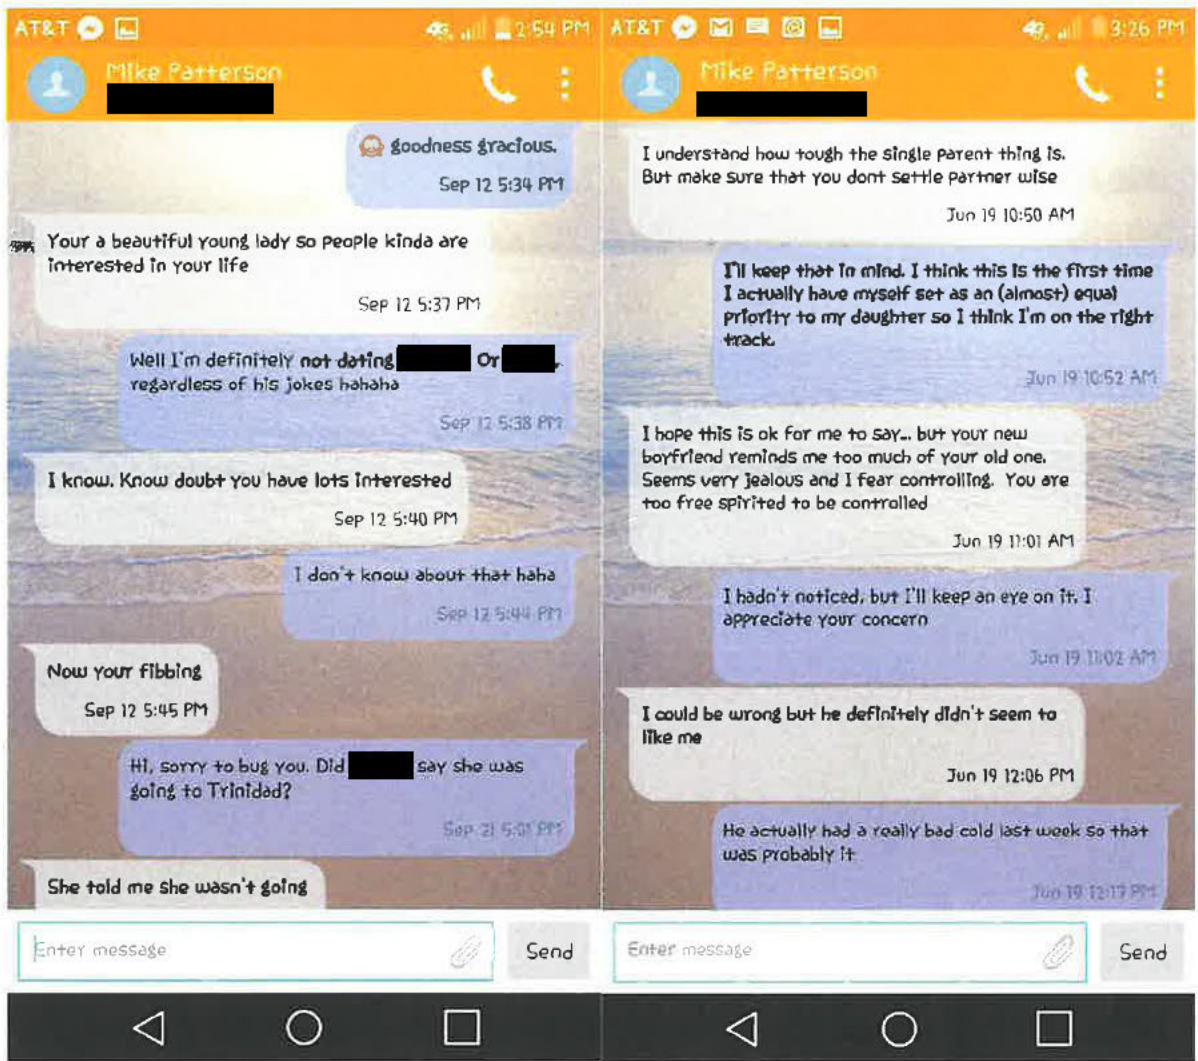 AT&T
2:54 PM
Mike Patterson
goodness gracious.
Sep 12 5:34 PM
Your a beautiful young lady so people kinda are
interested in your life
Sep 12 5:37 PM
Well I'm definitely not dating Or .
regardless of his jokes hahaha
Sep 12 5:38 PM
I know. Know doubt you have lots interested
Sep 12 5:40 PM
I don't know about that haha
Sep 12 5:44 PM
Now your fibbing
Sep 12 5:45 PM
Hi, sorry to bug you. Did say she was
going to Trinidad?
Sep 21 5:01 PM
She told me she wasn't going
Enter message
Send
AT&T
3:26 PM
Mike Patterson
I understand how tough the single parent thing is.
But make sure that you dont settle partner wise
Jun 19 10:50 AM
I'll keep that in mind. I think this is the first time
I actually have myself set as an (almost) equal
priority to my daughter so I think I'm on the right
track.
Jun 19 10:52 AM
I hope this is ok for me to say... but your new
boyfriend reminds me too much of your old one.
Seems very jealous and I fear controlling. You are
too free spirited to be controlled
Jun 19 11:01 AM
I hadn't noticed, but I'll keep an eye on it. I
appreciate your concern
Jun 19 11:02 AM
I could be wrong but he definitely didn't seem to
like me
Jun 19 12:06 PM
He actually had a really bad cold last week so that
was probably it
Jun 19 12:17 PM
Enter message
Send